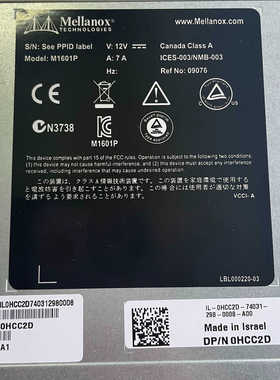 Mellanox
TECHNOLOGIES
www.Mellanox.com
S/N: See PPID label
V: 12V
Canada Class A
Model: M1601P
A: 7 A
ICES-003/NMB-003
Hz:
Ref No: 09076
N3738
M1601P
This device complies with part 15 of the FCC rules. Operation is subject to the following two conditions:
(1) this device may not cause harmful interference, and
(2) this device must accept any interference received, including interference that may cause undesired operation.
この装置は、クラスA情報技術装置です。この装置を家庭環境で使用す
ると電波妨害を引き起こすことがあります。この場合には使用者が適切な対策
を講ずるよう要求されることがあります。
VCCI- A
LBL000220-03
IL0HCC2D740312980008
0HCC2D
A1
IL-0HCC2D-74031-
298-0008-A00
Made in Israel
DP/N 0HCC2D